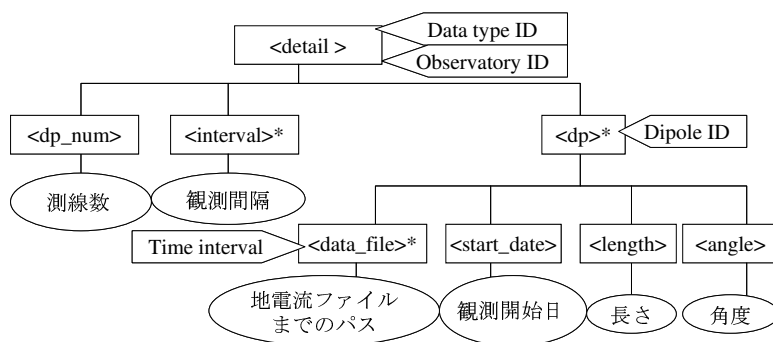 <detail >
Data type ID
Observatory ID
<dp_num>
<interval>*
<dp>*
Dipole ID
測線数
観測間隔
Time interval
<data_file>*
<start_date>
<length>
<angle>
地電流ファイル
までのパス
観測開始日
長さ
角度